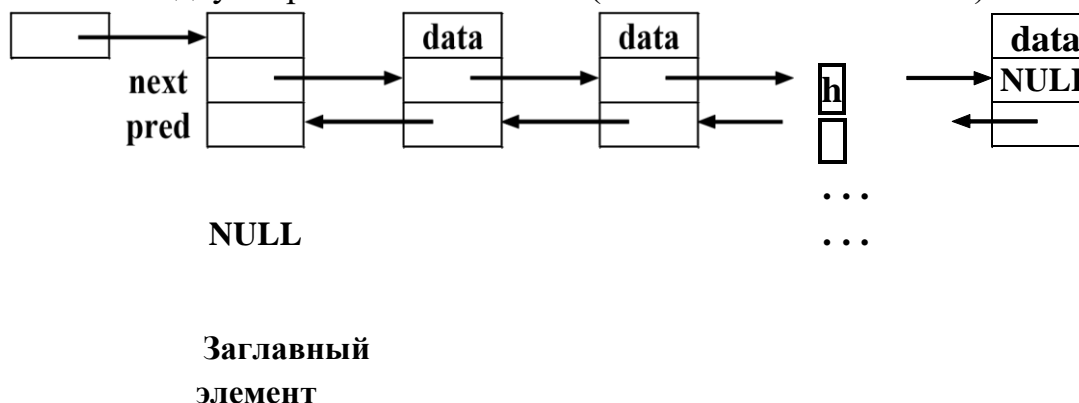 data data data
next h NULL
pred
. . .
NULL . . .
Заглавный
элемент